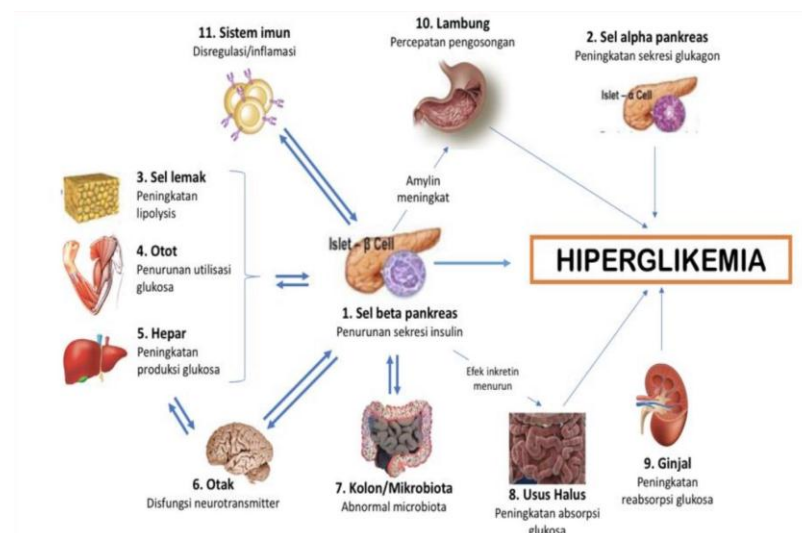 11. Sistem imun
Disregulasi/inflamasi
10. Lambung
Percepatan pengosongan
2. Sel alpha pankreas
Peningkatan sekresi glukagon
Islet – α Cell
3. Sel lemak
Peningkatan
lipolysis
4. Otot
Penurunan utilisasi
glukosa
5. Hepar
Peningkatan
produksi glukosa
Amylin
meningkat
Islet – β Cell
1. Sel beta pankreas
Penurunan sekresi insulin
HIPERGLIKEMIA
Efek inkretin
menurun
6. Otak
Disfungsi neurotransmitter
7. Kolon/Mikrobiota
Abnormal microbiota
8. Usus Halus
Peningkatan absorpsi
glukosa
9. Ginjal
Peningkatan
reabsorpsi glukosa